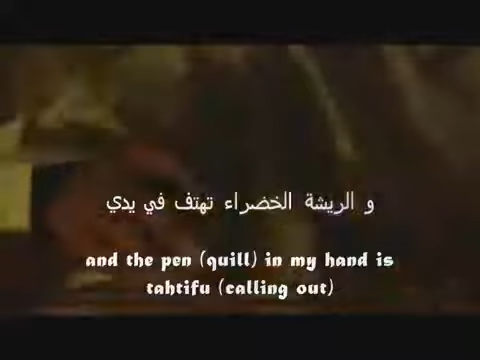 و الريشة الخضراء تهتف في يدي
and the pen (quill) in my hand is
tahtifu (calling out)